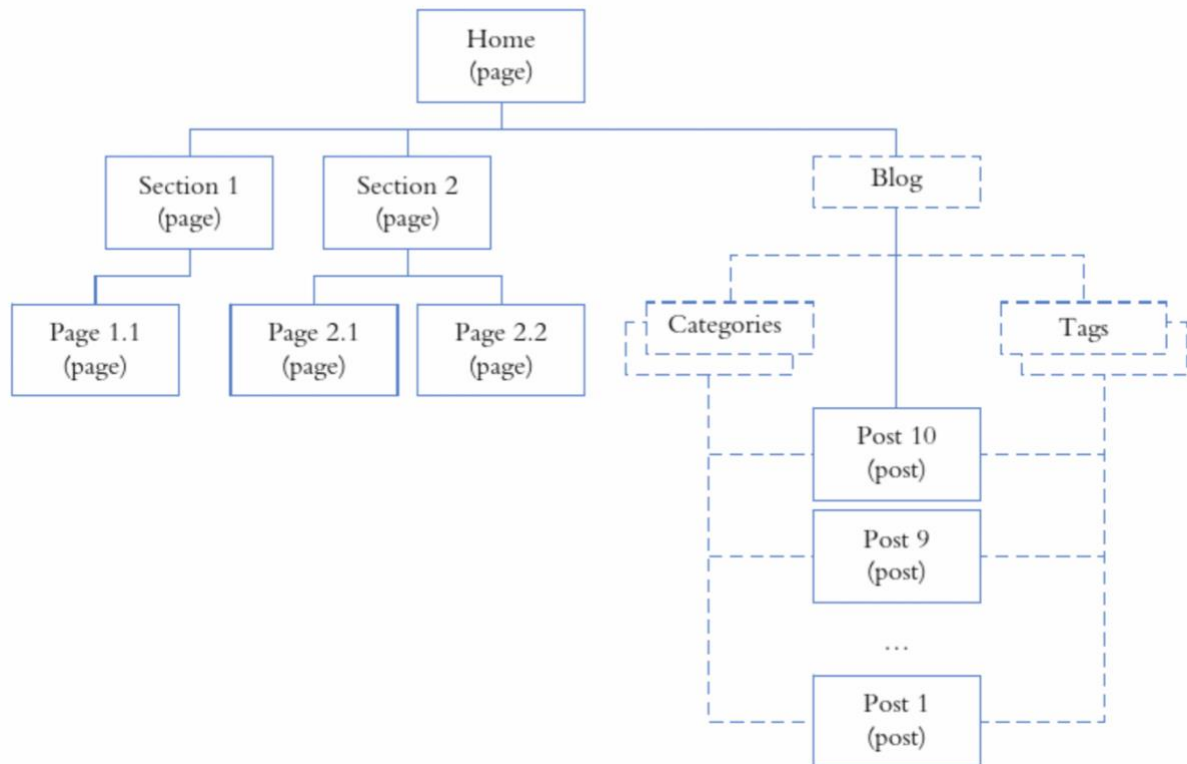 Home
(page)
Section 1
(page)
Section 2
(page)
Blog
Page 1.1
(page)
Page 2.1
(page)
Page 2.2
(page)
Categories
Tags
Post 10
(post)
Post 9
(post)
...
Post 1
(post)